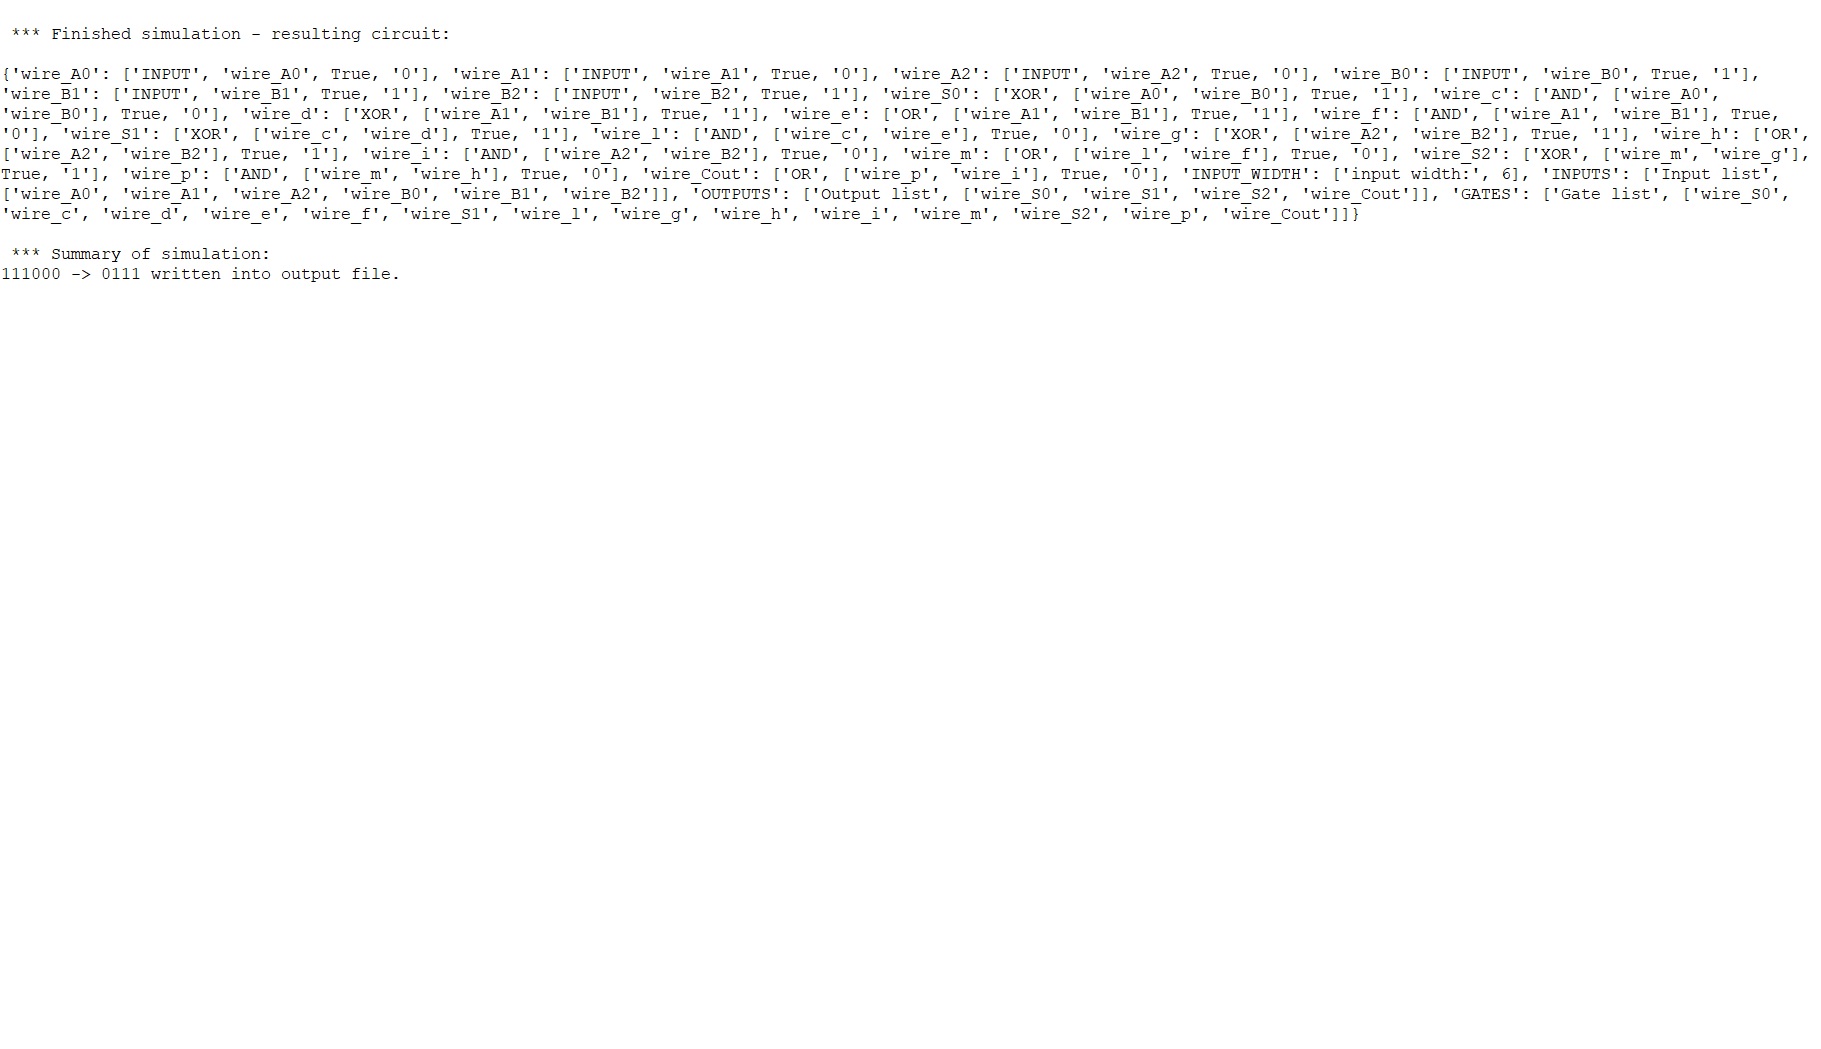 *** Finished simulation - resulting circuit:
{'wire_A0': ['INPUT', 'wire_A0', True, '0'], 'wire_A1': ['INPUT', 'wire_A1', True, '0'], 'wire_A2': ['INPUT', 'wire_A2', True, '0'], 'wire_B0': ['INPUT', 'wire_B0', True, '1'],
'wire_B1': ['INPUT', 'wire_B1', True, '1'], 'wire_B2': ['INPUT', 'wire_B2', True, '1'], 'wire_S0': ['XOR', ['wire_A0', 'wire_B0'], True, '1'], 'wire_c': ['AND', ['wire_A0',
'wire_B0'], True, '0'], 'wire_d': ['XOR', ['wire_A1', 'wire_B1'], True, '1'], 'wire_e': ['OR', ['wire_A1', 'wire_B1'], True, '1'], 'wire_f': ['AND', ['wire_A1', 'wire_B1'], True,
'0'], 'wire_S1': ['XOR', ['wire_c', 'wire_d'], True, '1'], 'wire_l': ['AND', ['wire_c', 'wire_e'], True, '0'], 'wire_g': ['XOR', ['wire_A2', 'wire_B2'], True, '1'], 'wire_h': ['OR',
['wire_A2', 'wire_B2'], True, '1'], 'wire_i': ['AND', ['wire_A2', 'wire_B2'], True, '0'], 'wire_m': ['OR', ['wire_l', 'wire_f'], True, '0'], 'wire_S2': ['XOR', ['wire_m', 'wire_g'],
True, '1'], 'wire_p': ['AND', ['wire_m', 'wire_h'], True, '0'], 'wire_Cout': ['OR', ['wire_p', 'wire_i'], True, '0'], 'INPUT_WIDTH': ['input width:', 6], 'INPUTS': ['Input list',
['wire_A0', 'wire_A1', 'wire_A2', 'wire_B0', 'wire_B1', 'wire_B2']], 'OUTPUTS': ['Output list', ['wire_S0', 'wire_S1', 'wire_S2', 'wire_Cout']], 'GATES': ['Gate list', ['wire_S0',
'wire_c', 'wire_d', 'wire_e', 'wire_f', 'wire_S1', 'wire_l', 'wire_g', 'wire_h', 'wire_i', 'wire_m', 'wire_S2', 'wire_p', 'wire_Cout']]}
*** Summary of simulation:
111000 -> 0111 written into output file.